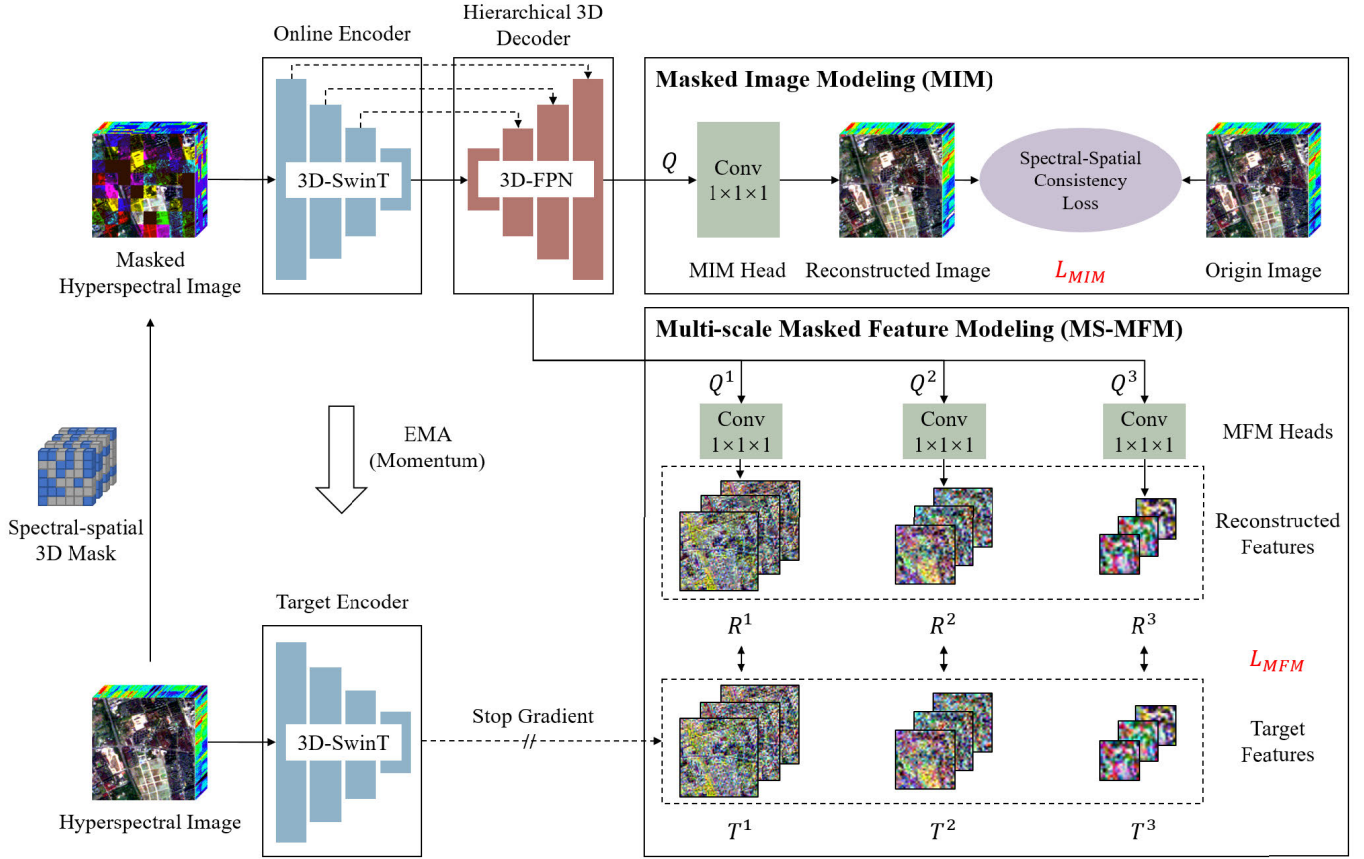 Online Encoder
Hierarchical 3D
Decoder
3D-SwinT
3D-FPN
Masked
Hyperspectral Image
Masked Image Modeling (MIM)
Q
Conv
1×1×1
MIM Head
Reconstructed Image
Spectral-Spatial
Consistency
Loss
L_{MIM}
Origin Image
Spectral-spatial
3D Mask
EMA
(Momentum)
Multi-scale Masked Feature Modeling (MS-MFM)
Q^1
Q^2
Q^3
Conv
1×1×1
Conv
1×1×1
Conv
1×1×1
MFM Heads
Reconstructed
Features
R^1
R^2
R^3
L_{MFM}
Target
Features
T^1
T^2
T^3
Target Encoder
3D-SwinT
Stop Gradient
//
Hyperspectral Image